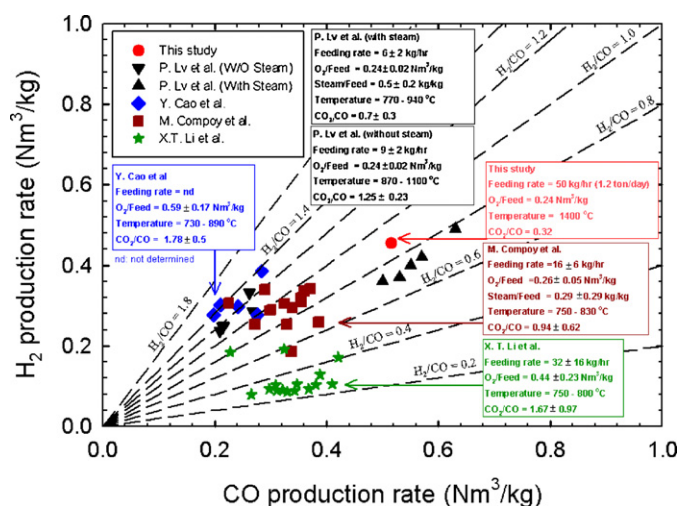 This study
P. Lv et al. (W/O Steam)
P. Lv et al. (With Steam)
Y. Cao et al.
M. Compoy et al.
X.T. Li et al.
P. Lv et al. (with steam)
Feeding rate = 6 ± 2 kg/hr
O₂/Feed = 0.24 ± 0.02 Nm³/kg
Steam/Feed = 0.5 ± 0.2 kg/kg
Temperature = 770 - 940 °C
CO₂/CO = 0.7 ± 0.3
P. Lv et al. (without steam)
Feeding rate = 9 ± 2 kg/hr
O₂/Feed = 0.24 ± 0.02 Nm³/kg
Temperature = 870 - 1100 °C
CO₂/CO = 1.25 ± 0.23
Y. Cao et al
Feeding rate = nd
O₂/Feed = 0.59 ± 0.17 Nm³/kg
Temperature = 730 - 890 °C
CO₂/CO = 1.78 ± 0.5
nd: not determined
This study
Feeding rate = 50 kg/hr (1.2 ton/day)
O₂/Feed = 0.24 Nm³/kg
Temperature = 1400 °C
CO₂/CO = 0.32
M. Compoy et al.
Feeding rate =16 ± 6 kg/hr
O₂/Feed =0.26 ± 0.05 Nm³/kg
Steam/Feed = 0.29 ± 0.29 kg/kg
Temperature = 750 - 830 °C
CO₂/CO = 0.94 ± 0.62
X. T. Li et al.
Feeding rate = 32 ± 16 kg/hr
O₂/Feed = 0.44 ± 0.23 Nm³/kg
Temperature = 750 - 800 °C
CO₂/CO = 1.67 ± 0.97
H₂/CO = 1.8
H₂/CO = 1.4
H₂/CO = 1.2
H₂/CO = 1.0
H₂/CO = 0.8
H₂/CO = 0.6
H₂/CO = 0.4
H₂/CO = 0.2
H₂ production rate (Nm³/kg)
1.0
0.8
0.6
0.4
0.2
0.0
0.0 0.2 0.4 0.6 0.8 1.0
CO production rate (Nm³/kg)